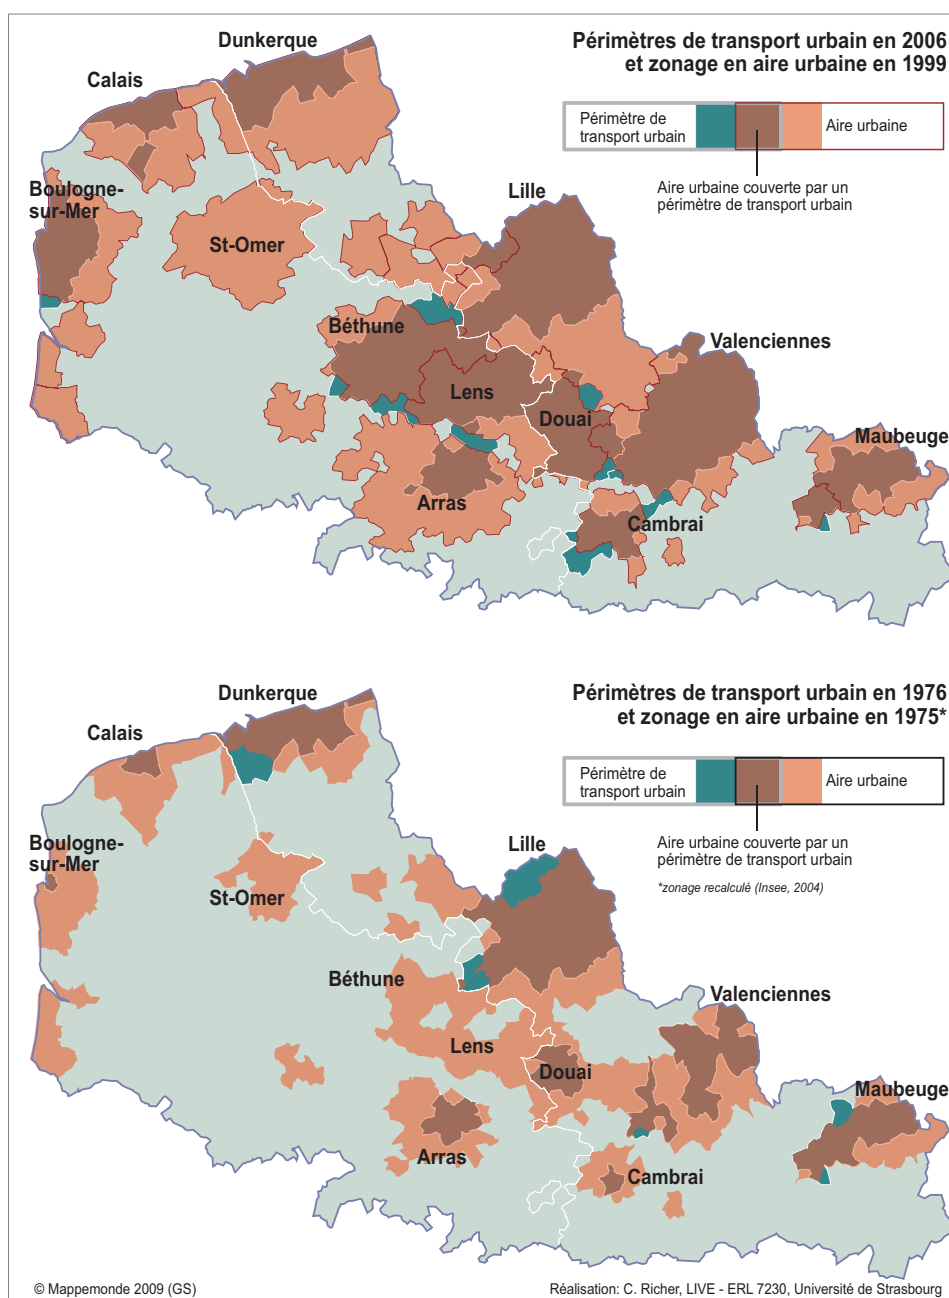 Périmètres de transport urbain en 2006
et zonage en aire urbaine en 1999
Périmètre de
transport urbain
Aire urbaine
Aire urbaine couverte par un
périmètre de transport urbain
Dunkerque
Calais
Boulogne-
sur-Mer
St-Omer
Lille
Béthune
Valenciennes
Lens
Douai
Maubeuge
Arras
Cambrai
Périmètres de transport urbain en 1976
et zonage en aire urbaine en 1975*
Périmètre de
transport urbain
Aire urbaine
Aire urbaine couverte par un
périmètre de transport urbain
*zonage recalculé (Insee, 2004)
Dunkerque
Calais
Boulogne-
sur-Mer
St-Omer
Lille
Béthune
Valenciennes
Lens
Douai
Maubeuge
Arras
Cambrai
© Mappemonde 2009 (GS)
Réalisation: C. Richer, LIVE - ERL 7230, Université de Strasbourg